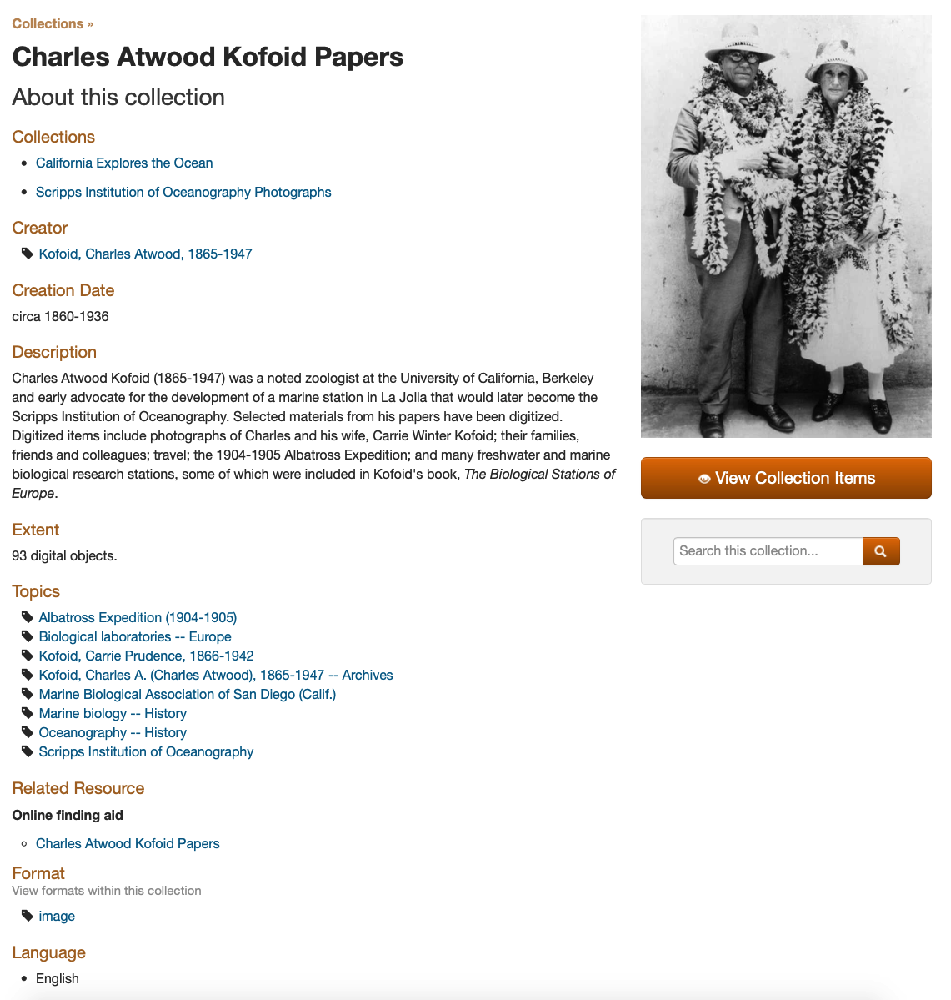 Collections »
Charles Atwood Kofoid Papers
About this collection
Collections
California Explores the Ocean
Scripps Institution of Oceanography Photographs
Creator
Kofoid, Charles Atwood, 1865-1947
Creation Date
circa 1860-1936
Description
Charles Atwood Kofoid (1865-1947) was a noted zoologist at the University of California, Berkeley
and early advocate for the development of a marine station in La Jolla that would later become the
Scripps Institution of Oceanography. Selected materials from his papers have been digitized.
Digitized items include photographs of Charles and his wife, Carrie Winter Kofoid; their families,
friends and colleagues; travel; the 1904-1905 Albatross Expedition; and many freshwater and marine
biological research stations, some of which were included in Kofoid's book, The Biological Stations of
Europe.
Extent
93 digital objects.
Topics
Albatross Expedition (1904-1905)
Biological laboratories -- Europe
Kofoid, Carrie Prudence, 1866-1942
Kofoid, Charles A. (Charles Atwood), 1865-1947 -- Archives
Marine Biological Association of San Diego (Calif.)
Marine biology -- History
Oceanography -- History
Scripps Institution of Oceanography
Related Resource
Online finding aid
Charles Atwood Kofoid Papers
Format
View formats within this collection
image
Language
English
View Collection Items
Search this collection...